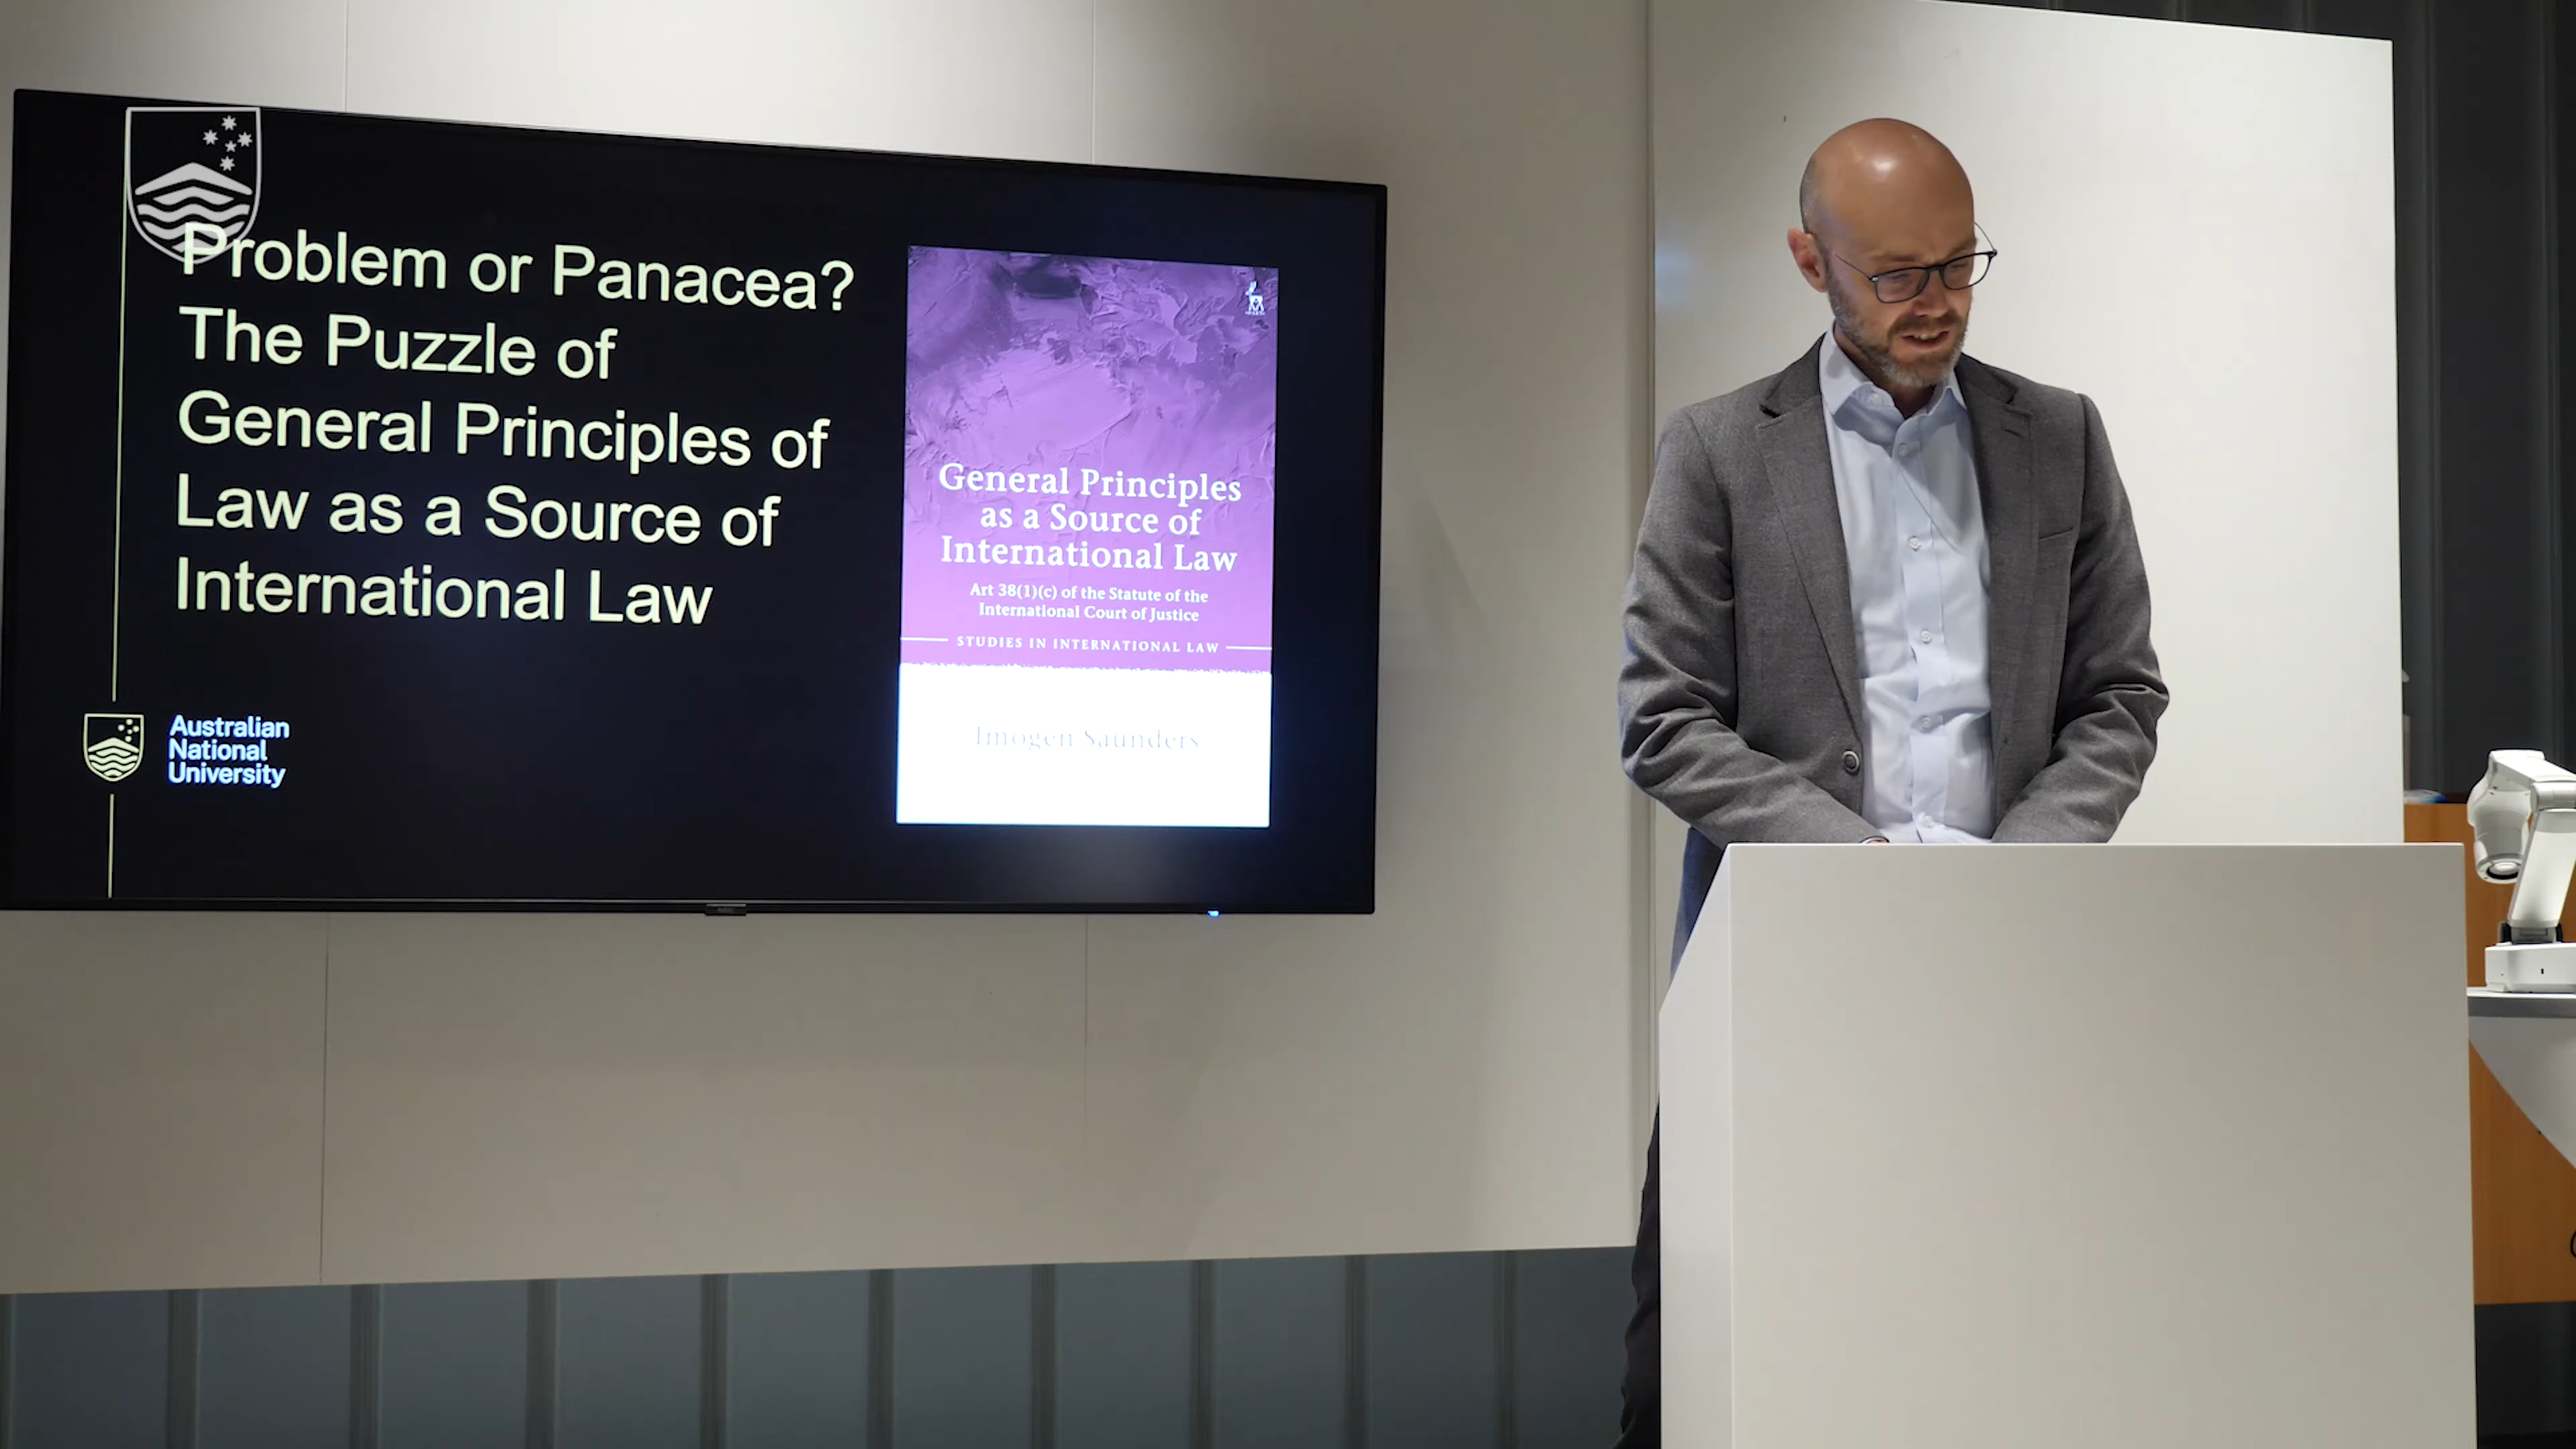 Problem or Panacea?
The Puzzle of
General Principles of
Law as a Source of
International Law
Australian
National
University
General Principles
as a Source of
International Law
Art 38(1)(c) of the Statute of the
International Court of Justice
STUDIES IN INTERNATIONAL LAW
Imogen Saunders